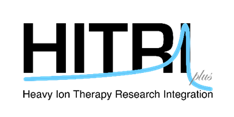 HITRI
plus
Heavy Ion Therapy Research Integration